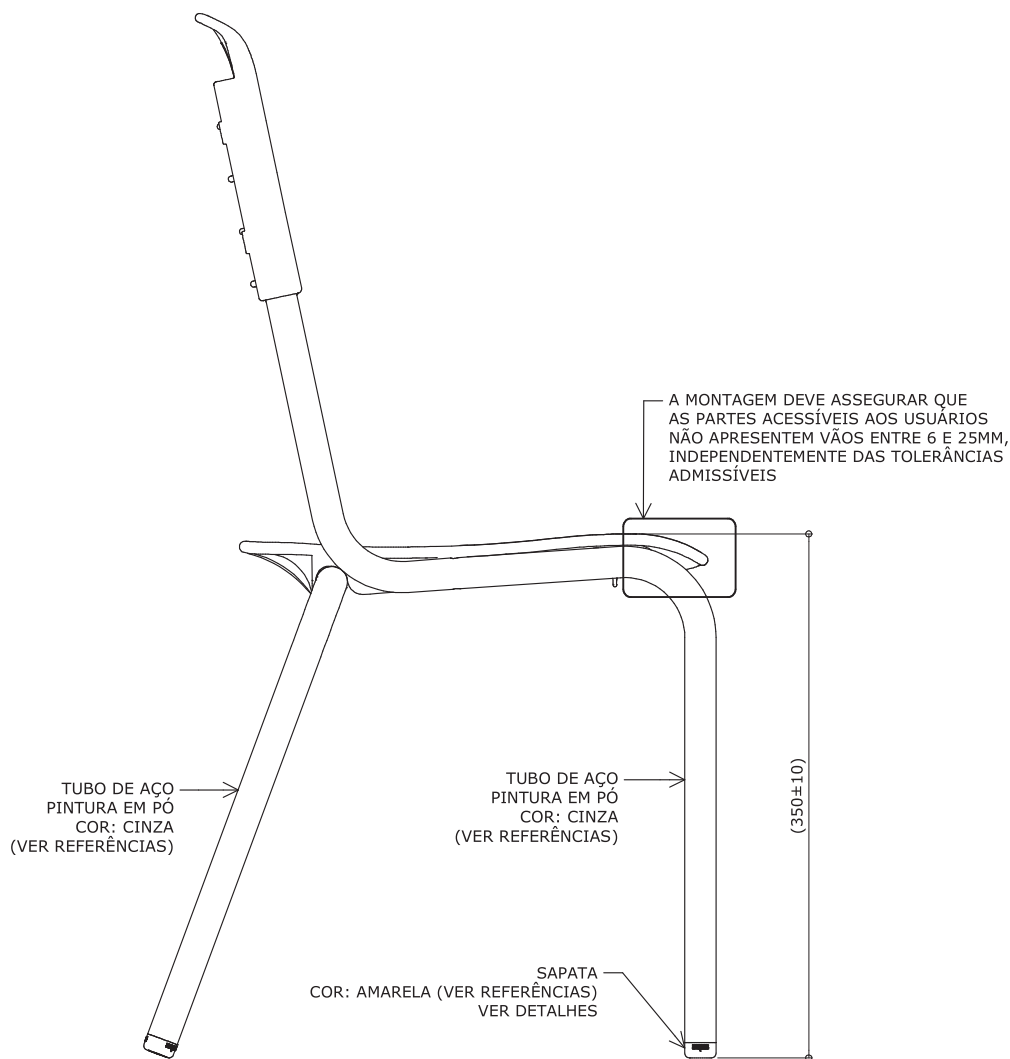 A MONTAGEM DEVE ASSEGURAR QUE
AS PARTES ACESSÍVEIS AOS USUÁRIOS
NÃO APRESENTEM VÃOS ENTRE 6 E 25MM,
INDEPENDENTEMENTE DAS TOLERÂNCIAS
ADMISSÍVEIS
TUBO DE AÇO
PINTURA EM PÓ
COR: CINZA
(VER REFERÊNCIAS)
TUBO DE AÇO
PINTURA EM PÓ
COR: CINZA
(VER REFERÊNCIAS)
(350±10)
SAPATA
COR: AMARELA (VER REFERÊNCIAS)
VER DETALHES